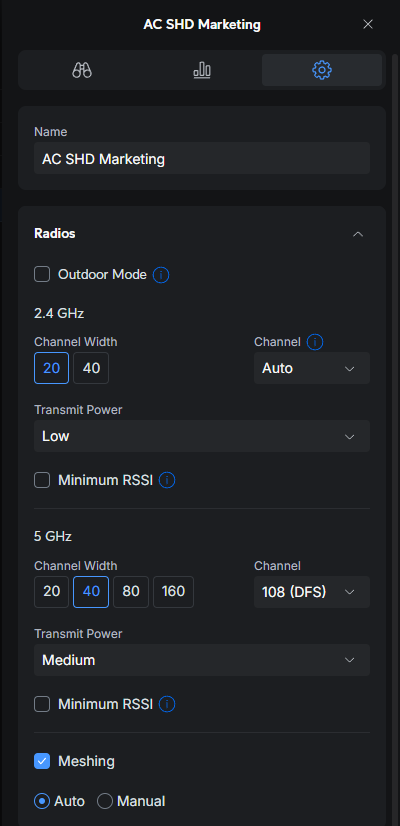 AC SHD Marketing
Name
AC SHD Marketing
Radios
Outdoor Mode
2.4 GHz
Channel Width Channel
20 40 Auto
Transmit Power
Low
Minimum RSSI
5 GHz
Channel Width Channel
20 40 80 160 108 (DFS)
Transmit Power
Medium
Minimum RSSI
Meshing
Auto Manual